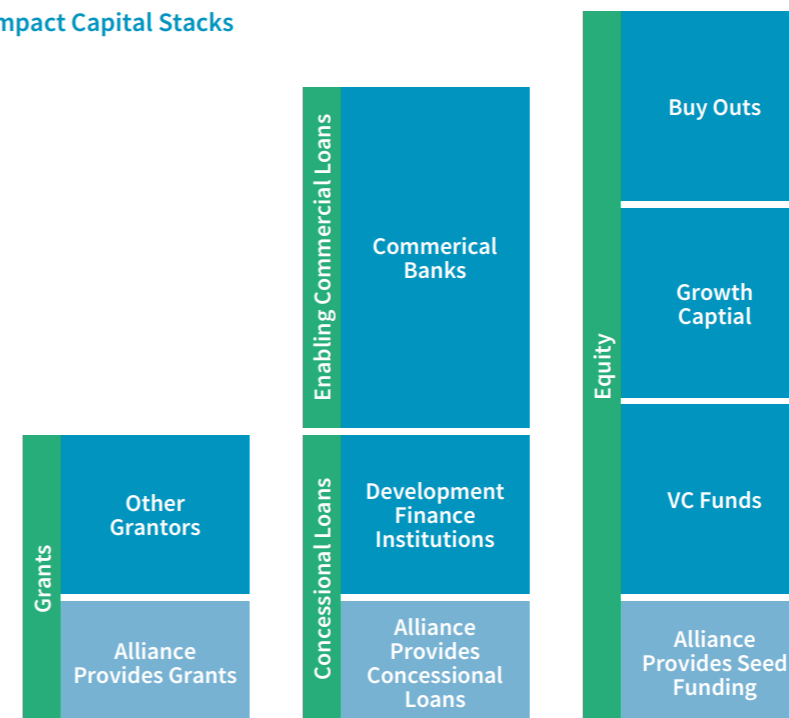 mpact Capital Stacks
Grants
Other
Grantors
Alliance
Provides Grants
Enabling Commercial Loans
Commerical
Banks
Concessional Loans
Development
Finance
Institutions
Alliance
Provides
Concessional
Loans
Equity
Buy Outs
Growth
Captial
VC Funds
Alliance
Provides Seed
Funding